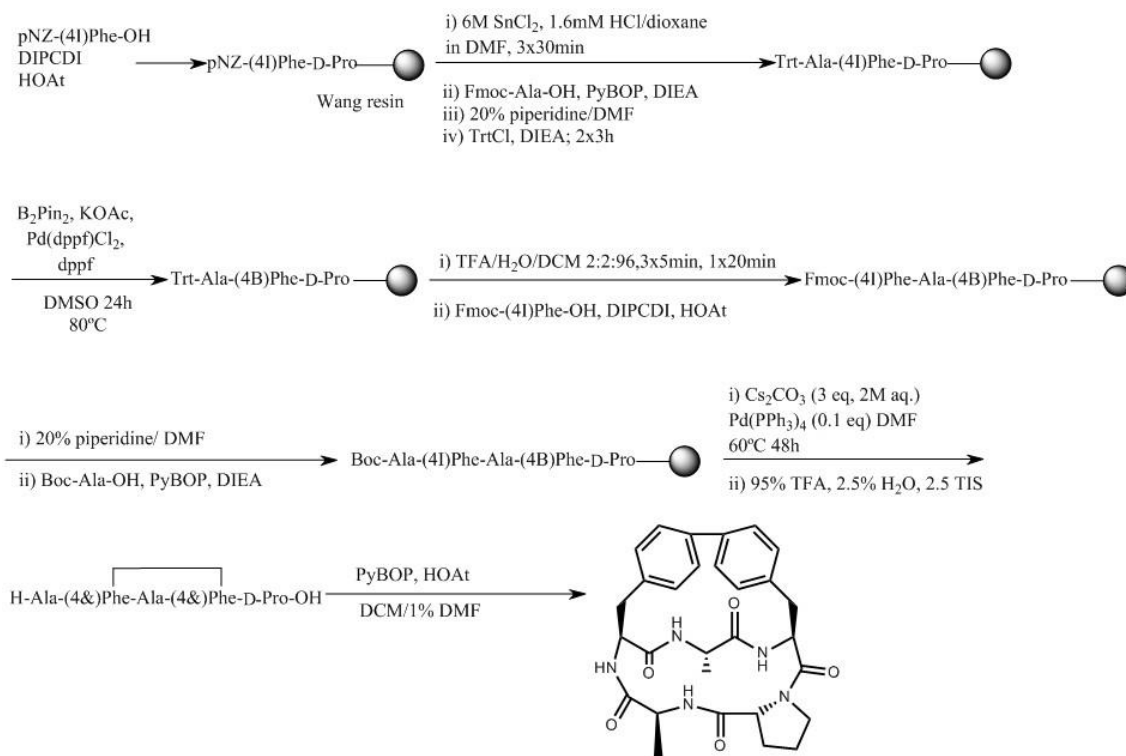 pNZ-(4I)Phe-OH
DIPCDI
HOAt
pNZ-(4I)Phe-D-Pro
Wang resin
i) 6M SnCl₂, 1.6mM HCl/dioxane
in DMF, 3x30min
ii) Fmoc-Ala-OH, PyBOP, DIEA
iii) 20% piperidine/DMF
iv) TrtCl, DIEA; 2x3h
Trt-Ala-(4I)Phe-D-Pro
B₂Pin₂, KOAc,
Pd(dppf)Cl₂,
dppf
DMSO 24h
80ºC
Trt-Ala-(4B)Phe-D-Pro
i) TFA/H₂O/DCM 2:2:96,3x5min, 1x20min
ii) Fmoc-(4I)Phe-OH, DIPCDI, HOAt
Fmoc-(4I)Phe-Ala-(4B)Phe-D-Pro
i) 20% piperidine/ DMF
ii) Boc-Ala-OH, PyBOP, DIEA
Boc-Ala-(4I)Phe-Ala-(4B)Phe-D-Pro
i) Cs₂CO₃ (3 eq, 2M aq.)
Pd(PPh₃)₄ (0.1 eq) DMF
60ºC 48h
ii) 95% TFA, 2.5% H₂O, 2.5 TIS
H-Ala-(4&)Phe-Ala-(4&)Phe-D-Pro-OH
PyBOP, HOAt
DCM/1% DMF
O
H
N
O
N
H
HN
O
N
O
H
N
O
O